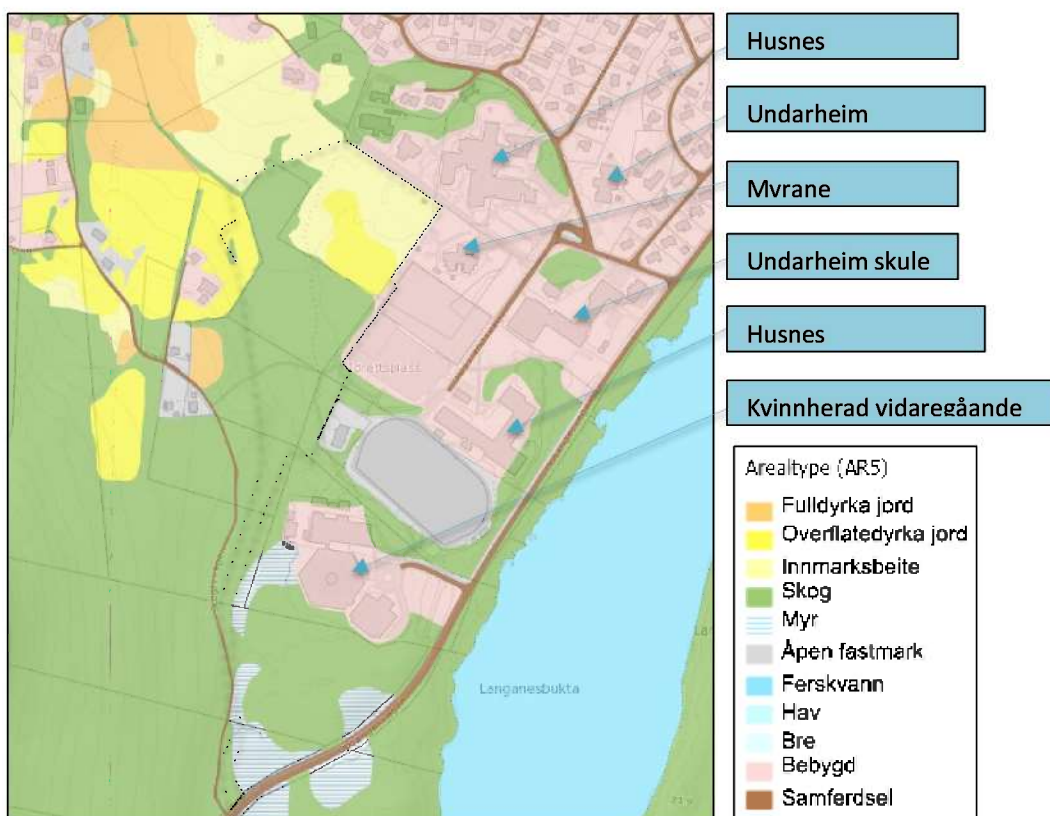 Husnes
Undarheim
Mvrane
Undarheim skule
Husnes
Kvinnherad vidaregåande
Arealtype (AR5)
Fulldyrka jord
Overflatedyrka jord
Innmarksbeite
Skog
Myr
Åpen fastmark
Ferskvann
Hav
Bre
Bebygd
Samferdsel
Langanesbukta